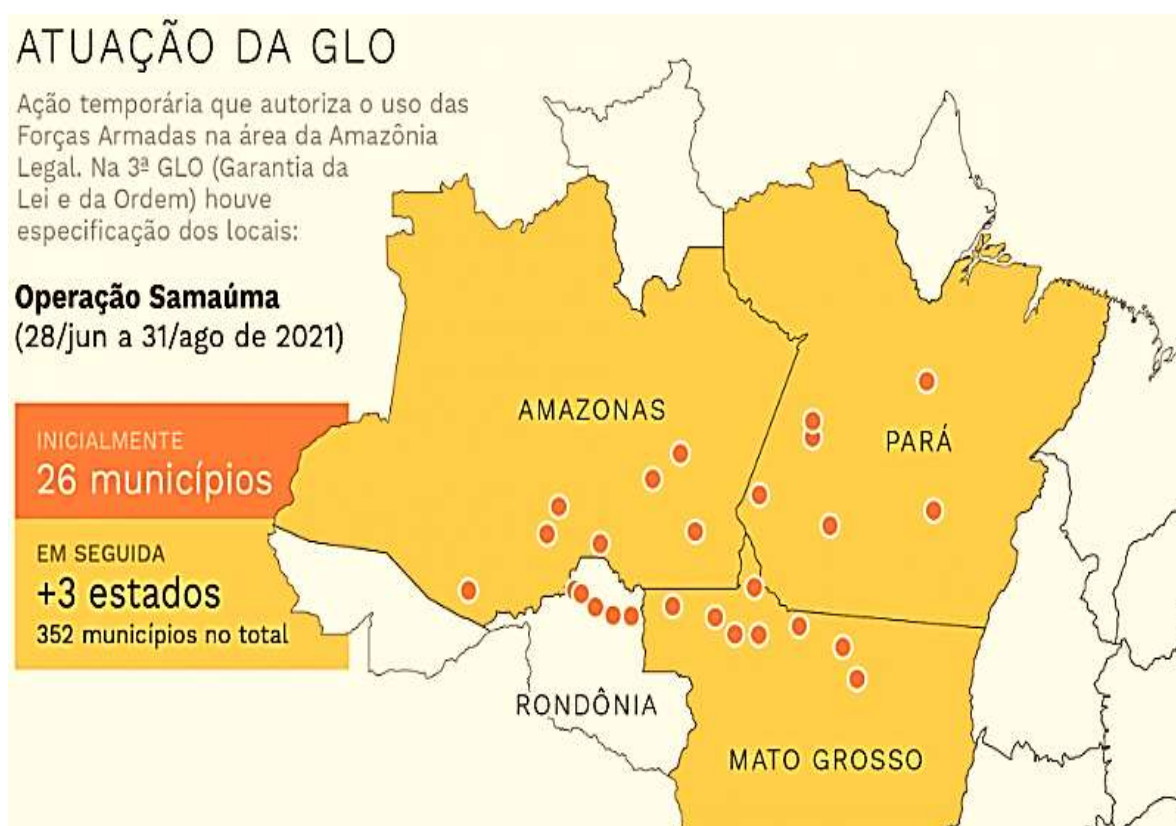 ATUAÇÃO DA GLO
Ação temporária que autoriza o uso das
Forças Armadas na área da Amazônia
Legal. Na 3ª GLO (Garantia da
Lei e da Ordem) houve
especificação dos locais:
Operação Samaúma
(28/jun a 31/ago de 2021)
INICIALMENTE
26 municípios
EM SEGUIDA
+3 estados
352 municípios no total
AMAZONAS
PARÁ
RONDÔNIA
MATO GROSSO